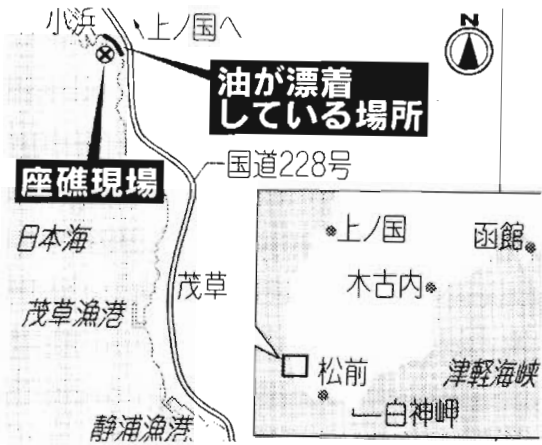 小浜
上ノ国へ
N
油が漂着
している場所
国道228号
座礁現場
日本海
茂草
茂草漁港
静浦漁港
上ノ国
函館
木古内
松前
津軽海峡
白神岬